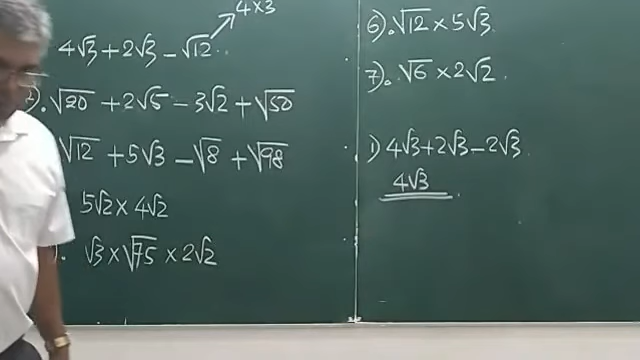 4×3
4√3 + 2√3 - √12
). √20 + 2√5 - 3√2 + √50
√12 + 5√3 - √8 + √98
5√2 × 4√2
). √3 × √75 × 2√2
6). √12 × 5√3
7). √6 × 2√2
1) 4√3 + 2√3 - 2√3
4√3